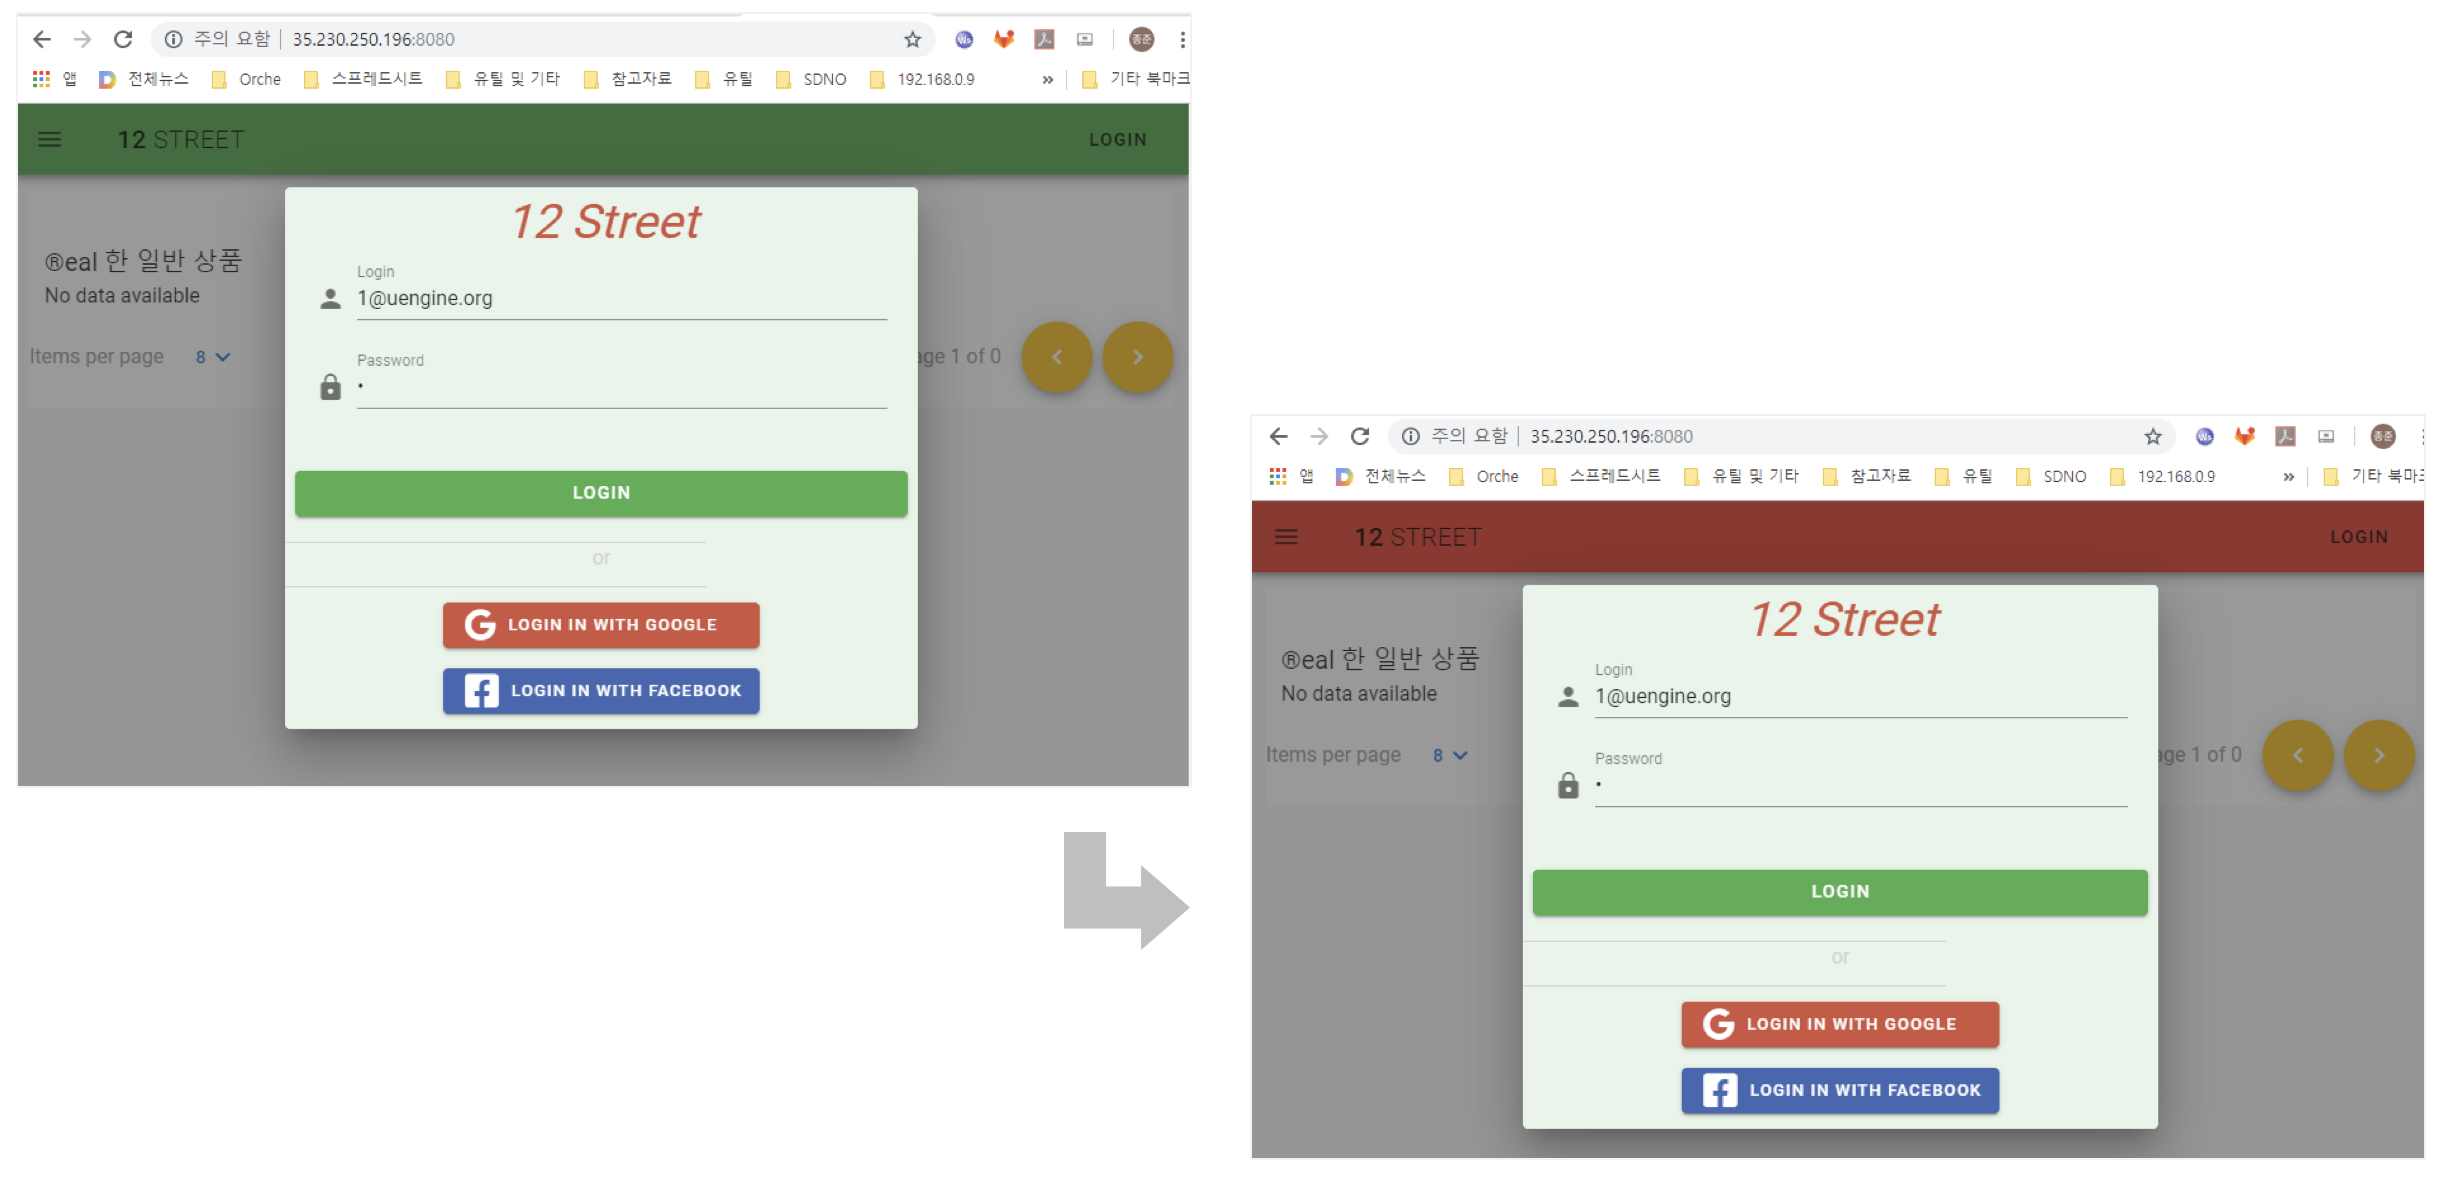 주의 요함 35.230.250.196:8080
종준
앱 전체뉴스 Orche 스프레드시트 유틸 및 기타 참고자료 유틸 SDNO 192.168.0.9 » 기타 북마크
12 STREET LOGIN
12 Street
®eal 한 일반 상품
No data available
Login
1@uengine.org
Password
Items per page 8
age 1 of 0
LOGIN
or
LOGIN IN WITH GOOGLE
LOGIN IN WITH FACEBOOK
주의 요함 35.230.250.196:8080
종준
앱 전체뉴스 Orche 스프레드시트 유틸 및 기타 참고자료 유틸 SDNO 192.168.0.9 » 기타 북마
12 STREET LOGIN
12 Street
®eal 한 일반 상품
No data available
Login
1@uengine.org
Password
Items per page 8
age 1 of 0
LOGIN
or
LOGIN IN WITH GOOGLE
LOGIN IN WITH FACEBOOK